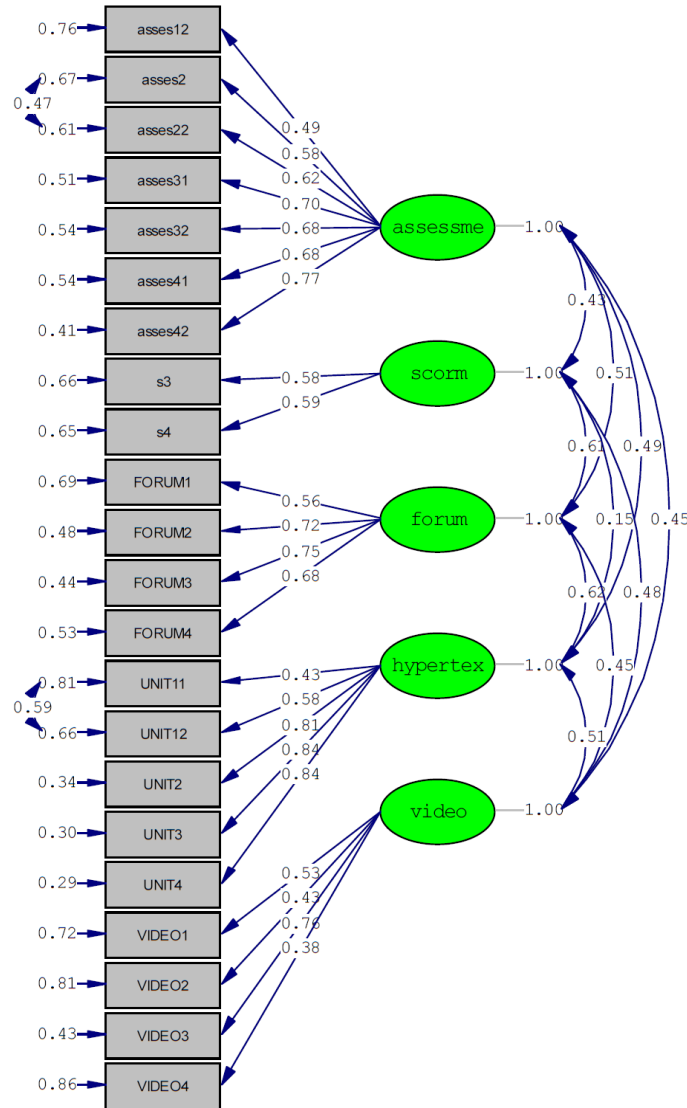 0.76 asses12
0.67 asses2
0.47
0.61 asses22
0.49
0.58
0.62
0.51 asses31
0.70
0.54 asses32
0.68
0.54 asses41
0.68
0.41 asses42
0.77
assessme 1.00
0.66 s3
0.58
0.65 s4
0.59
scorm 1.00
0.43
0.51
0.69 FORUM1
0.56
0.48 FORUM2
0.72
0.44 FORUM3
0.75
0.53 FORUM4
0.68
forum 1.00
0.61
0.49
0.15
0.45
0.81 UNIT11
0.59
0.43
0.66 UNIT12
0.58
0.34 UNIT2
0.81
0.30 UNIT3
0.84
0.29 UNIT4
0.84
hypertex 1.00
0.62
0.48
0.45
0.51
0.72 VIDEO1
0.53
0.81 VIDEO2
0.43
0.43 VIDEO3
0.76
0.86 VIDEO4
0.38
video 1.00